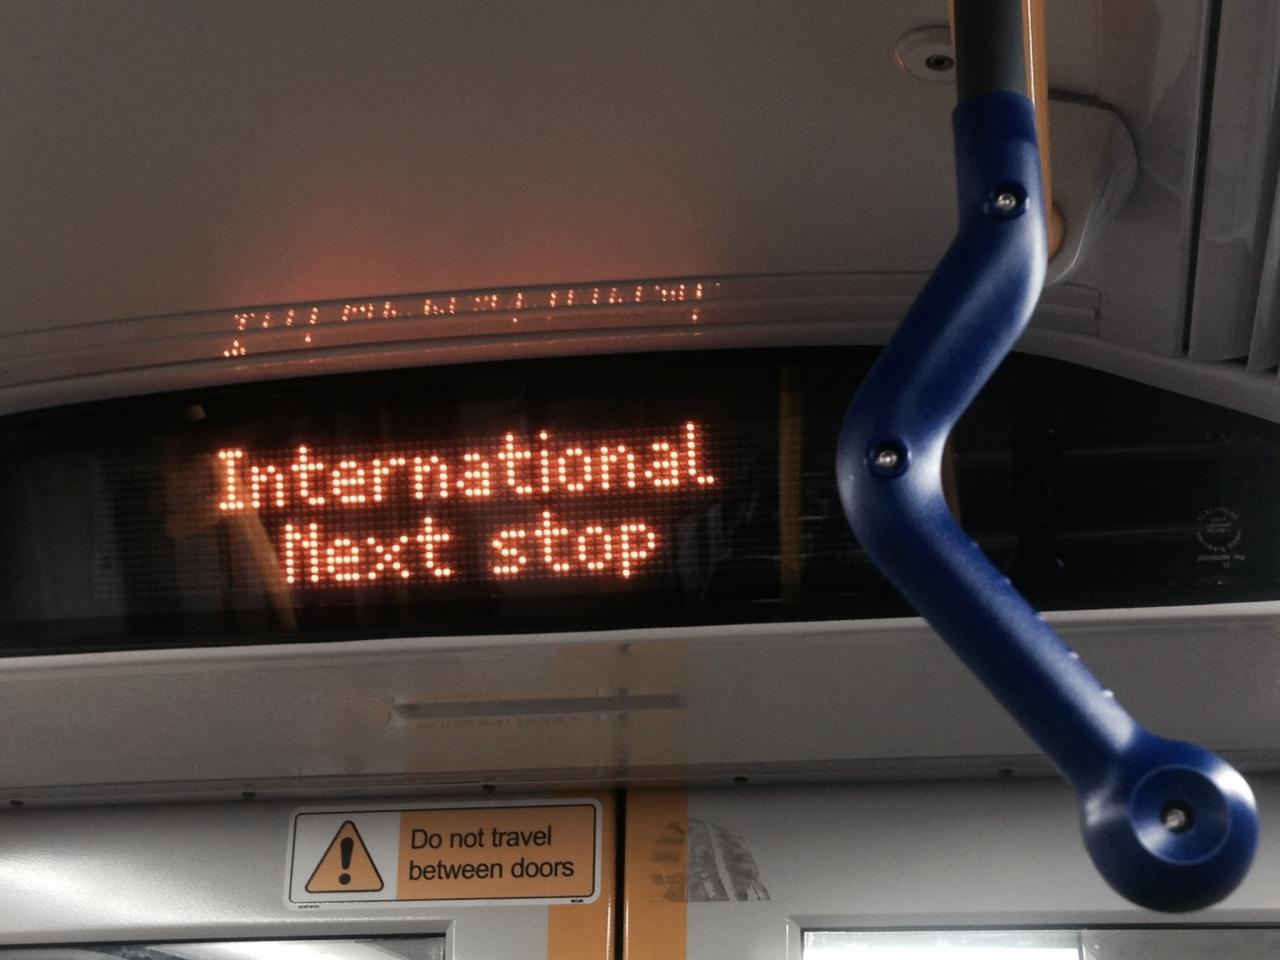 International.
Next stop
Do not travel
between doors